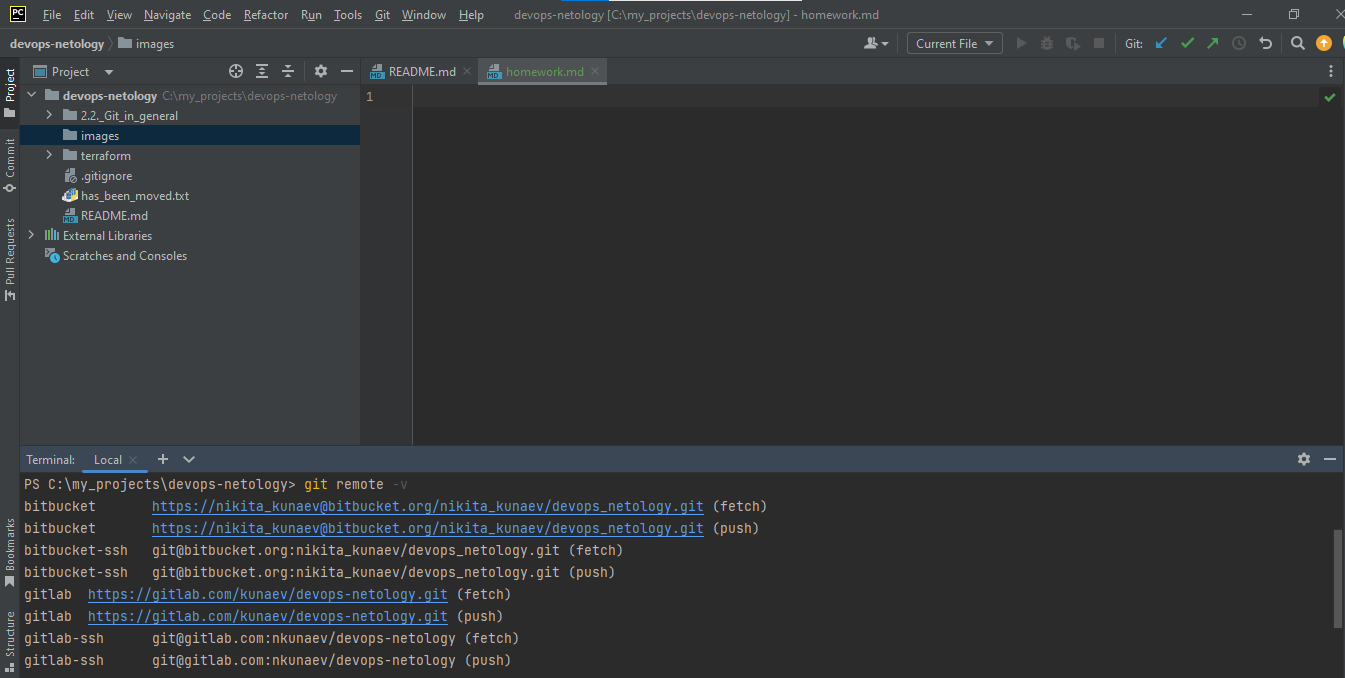 PC File Edit View Navigate Code Refactor Run Tools Git Window Help devops-netology [C:\my_projects\devops-netology] - homework.md
devops-netology images Current File Git:
Project
Project README.md homework.md
devops-netology C:\my_projects\devops-netology 1
2.2._Git_in_general
images
terraform
.gitignore
has_been_moved.txt
README.md
External Libraries
Scratches and Consoles
Commit
Pull Requests
Bookmarks
Structure
Terminal: Local
PS C:\my_projects\devops-netology> git remote -v
bitbucket https://nikita_kunaev@bitbucket.org/nikita_kunaev/devops_netology.git (fetch)
bitbucket https://nikita_kunaev@bitbucket.org/nikita_kunaev/devops_netology.git (push)
bitbucket-ssh git@bitbucket.org:nikita_kunaev/devops_netology.git (fetch)
bitbucket-ssh git@bitbucket.org:nikita_kunaev/devops_netology.git (push)
gitlab https://gitlab.com/kunaev/devops-netology.git (fetch)
gitlab https://gitlab.com/kunaev/devops-netology.git (push)
gitlab-ssh git@gitlab.com:nkunaev/devops-netology (fetch)
gitlab-ssh git@gitlab.com:nkunaev/devops-netology (push)